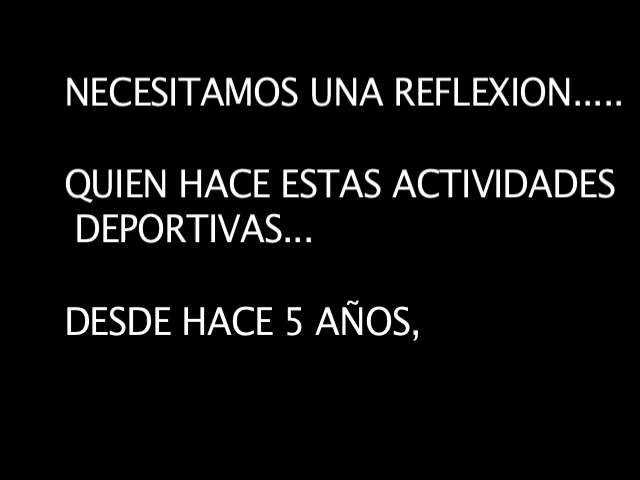 NECESITAMOS UNA REFLEXION.....
QUIEN HACE ESTAS ACTIVIDADES
DEPORTIVAS...
DESDE HACE 5 AÑOS,